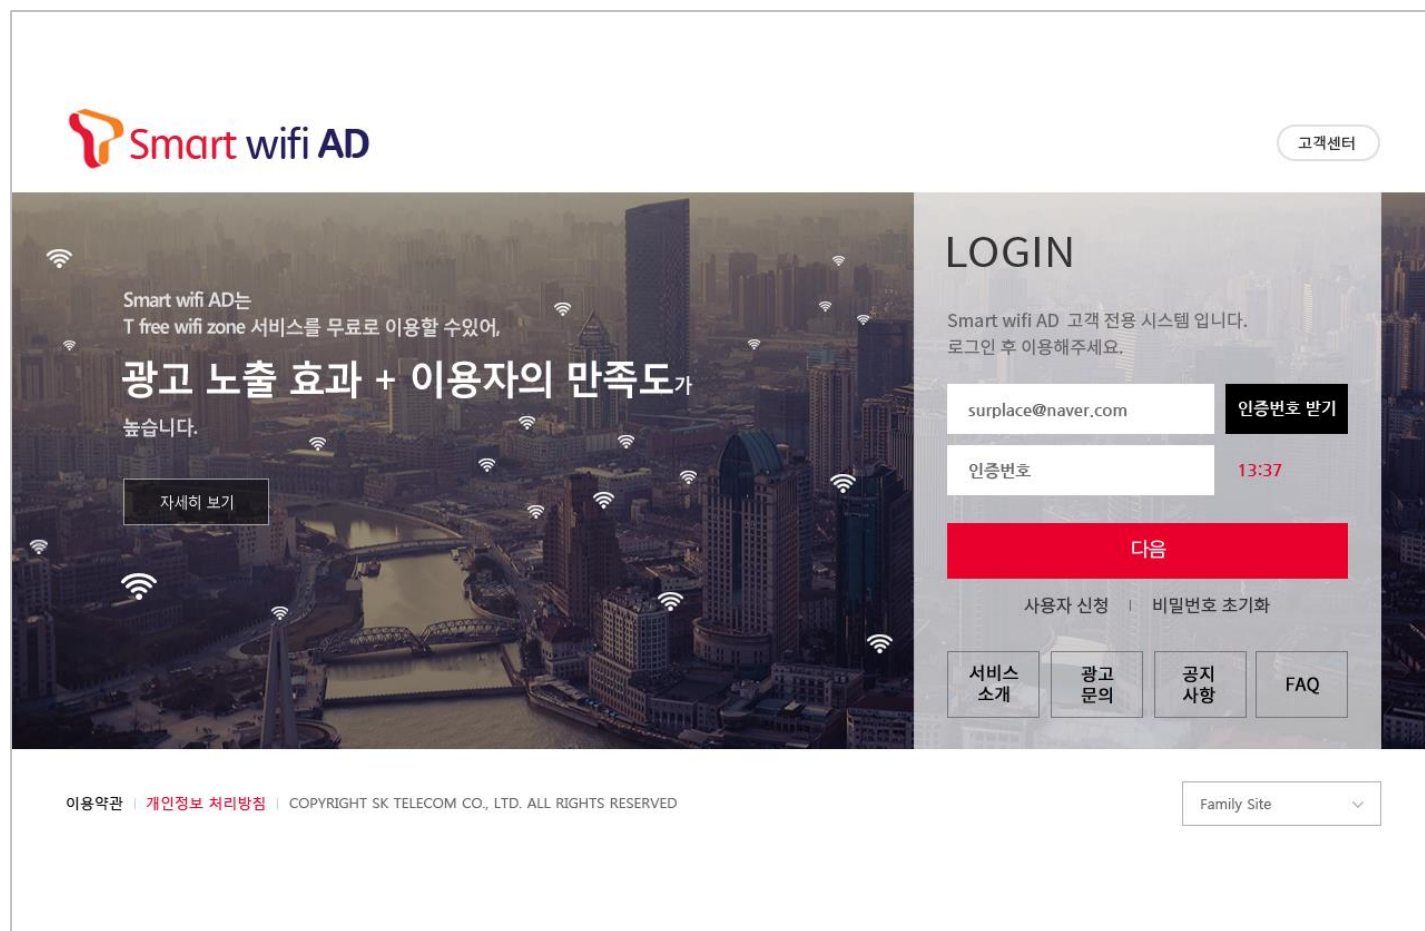 Smart wifi AD
고객센터
Smart wifi AD는
T free wifi zone 서비스를 무료로 이용할 수있어,
광고 노출 효과 + 이용자의 만족도가
높습니다.
자세히 보기
LOGIN
Smart wifi AD 고객 전용 시스템 입니다.
로그인 후 이용해주세요.
surplace@naver.com
인증번호 받기
인증번호
13:37
다음
사용자 신청 | 비밀번호 초기화
서비스
소개
광고
문의
공지
사항
FAQ
이용약관 | 개인정보 처리방침 | COPYRIGHT SK TELECOM CO., LTD. ALL RIGHTS RESERVED
Family Site